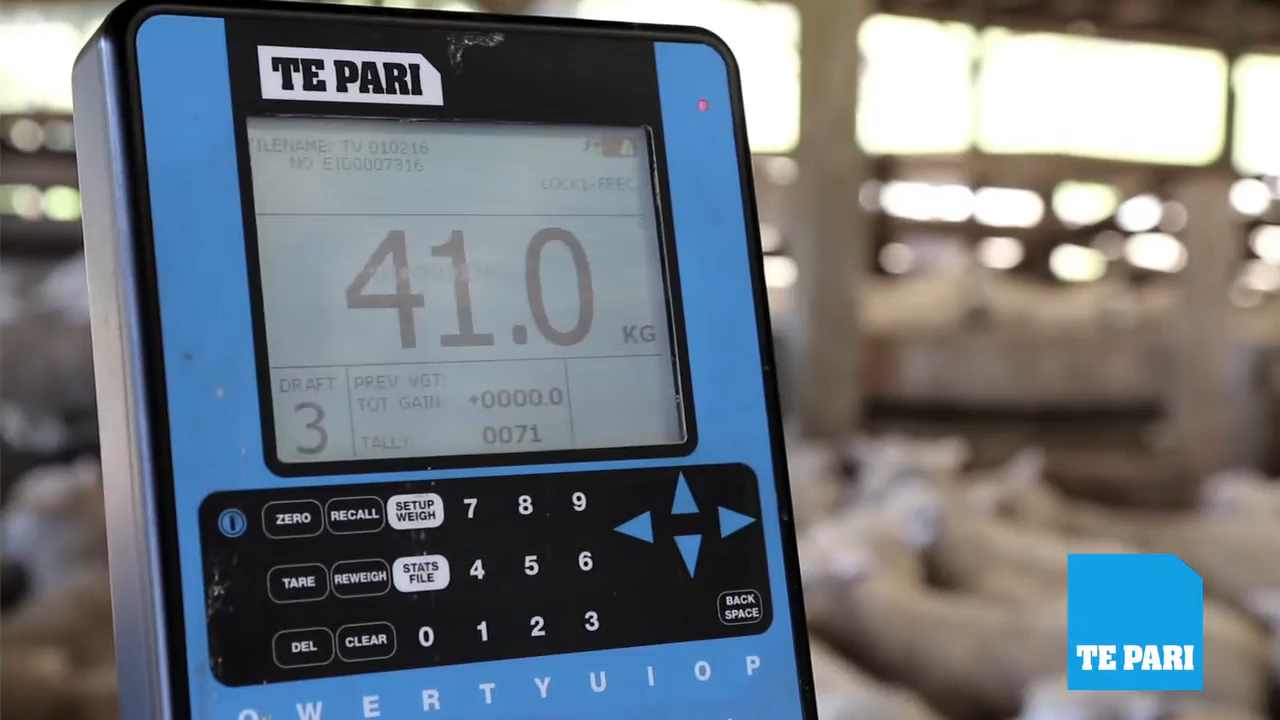 TE PARI
FILENAME: TV 010216
NO EID0007316
41.0
KG
DRAFT
3
PREV WGT:
TOT GAIN: +0000.0
TALLY: 0071
ZERO RECALL SETUP WEIGH 7 8 9
TARE REWEIGH STATS FILE 4 5 6
DEL CLEAR 0 1 2 3 BACK SPACE
Q W E R T Y U I O P
TE PARI